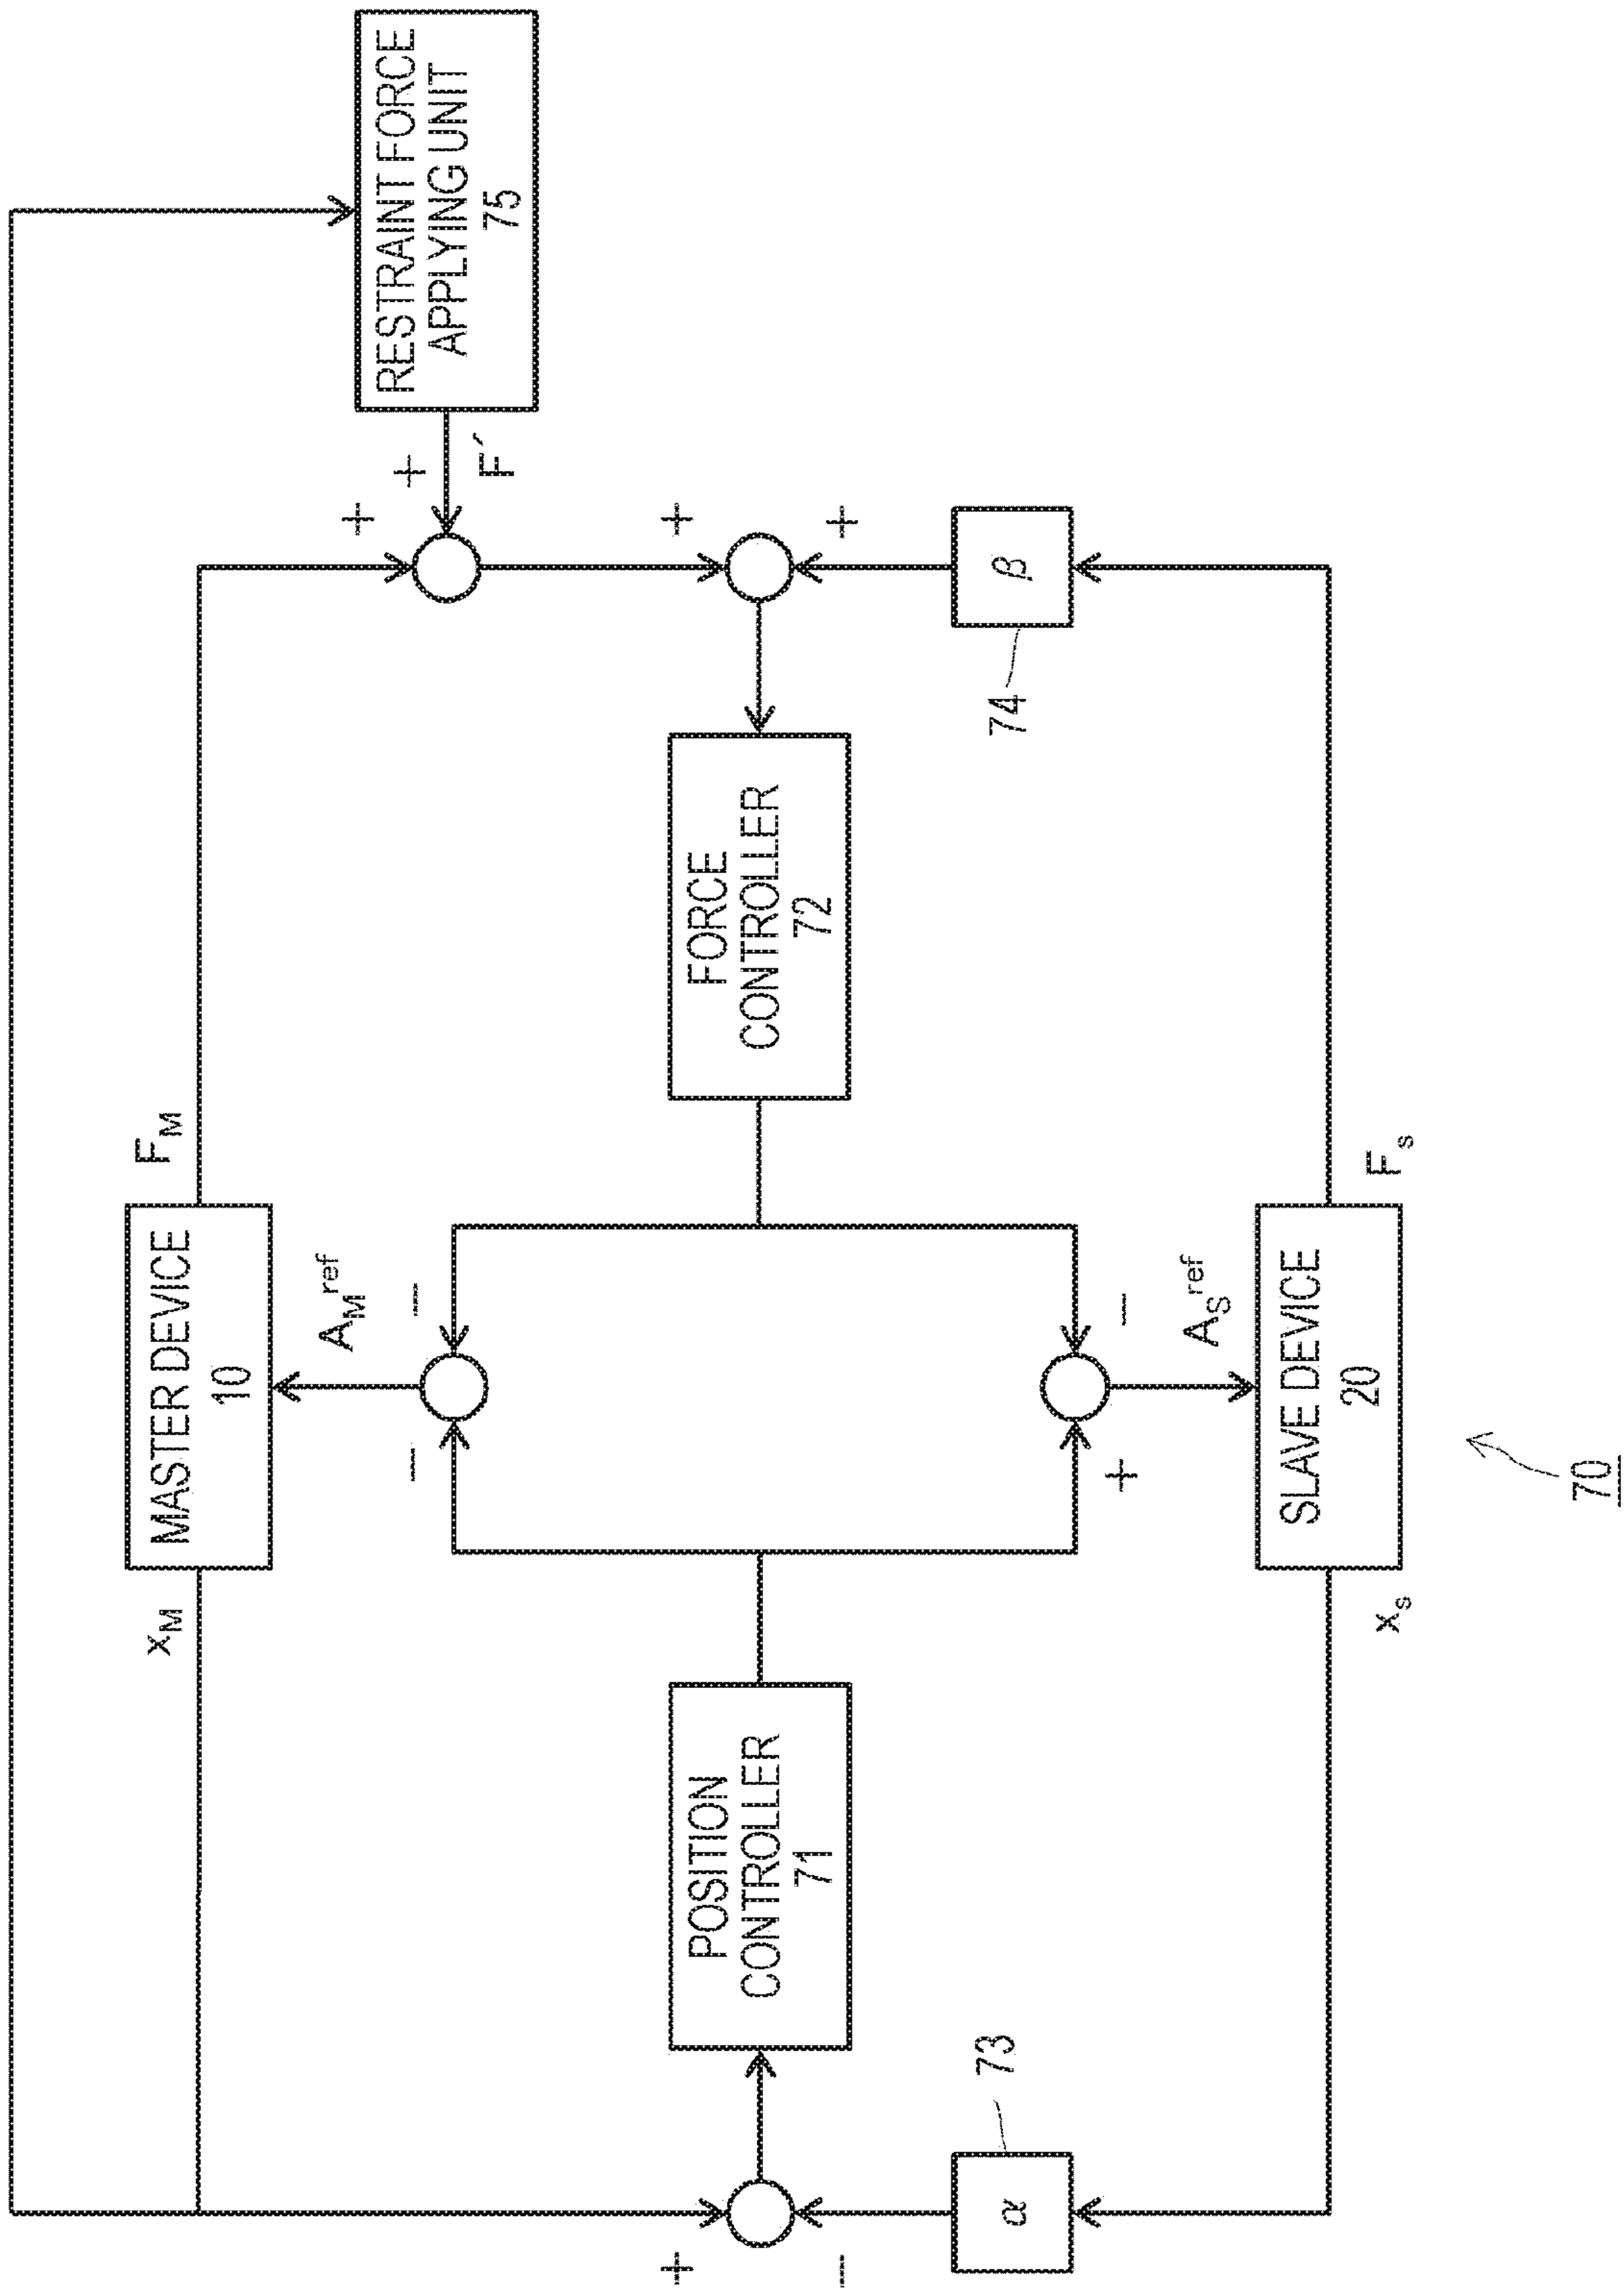 MASTER DEVICE
10
x_M
F_M
A_M^ref
−
−
RESTRAINT FORCE
APPLYING UNIT
75
+
+
F′
+
−
POSITION
CONTROLLER
71
FORCE
CONTROLLER
72
+
+
α
73
β
74
+
−
A_S^ref
SLAVE DEVICE
20
x_s
F_s
70